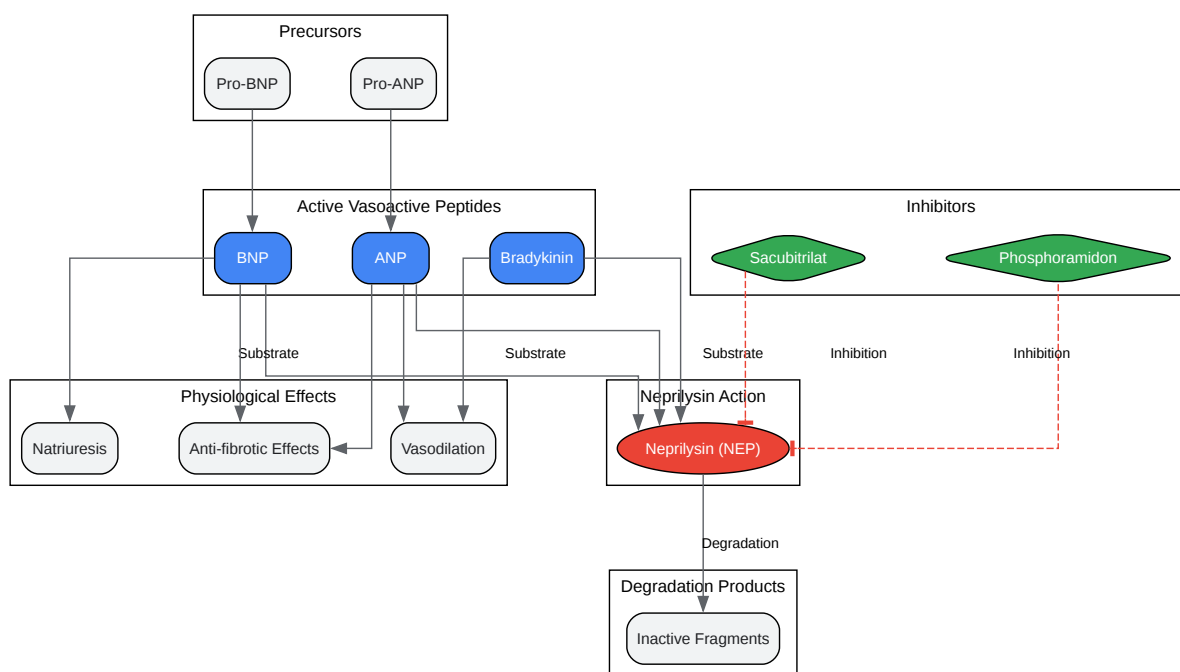 Precursors
Pro-BNP
Pro-ANP
Active Vasoactive Peptides
Inhibitors
BNP
ANP
Bradykinin
Sacubitrilat
Phosphoramidon
Substrate
Substrate
Substrate
Inhibition
Inhibition
Physiological Effects
Neprilysin Action
Natriuresis
Anti-fibrotic Effects
Vasodilation
Neprilysin (NEP)
Degradation
Degradation Products
Inactive Fragments